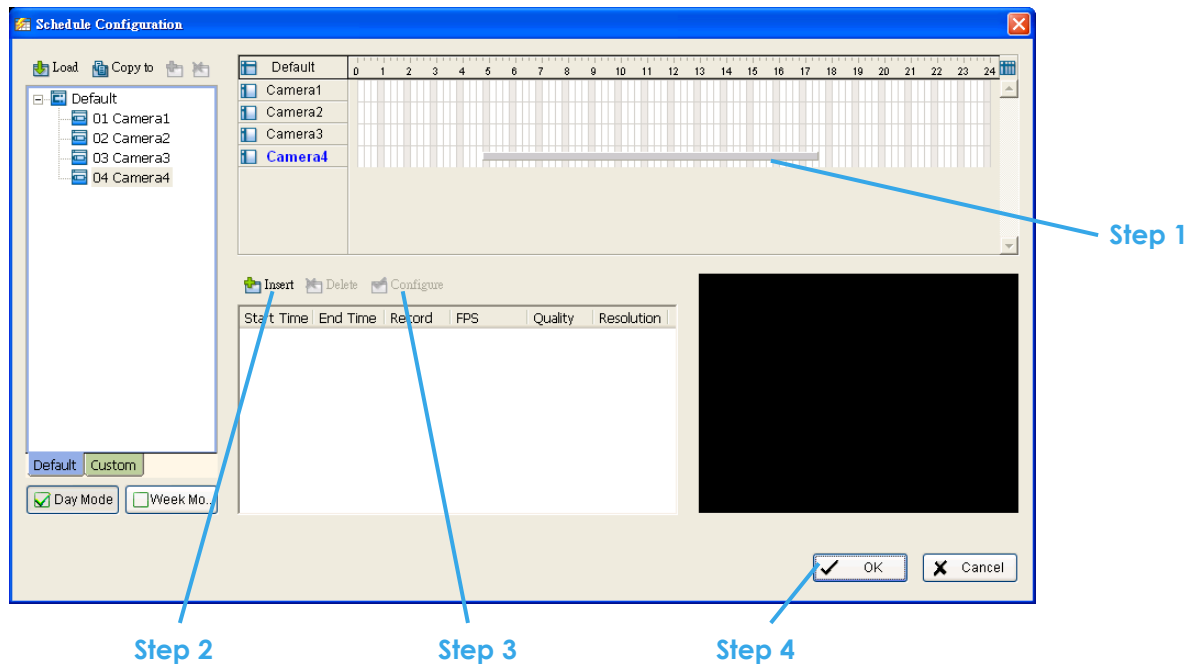 Schedule Configuration
Load Copy to
Default
01 Camera1
02 Camera2
03 Camera3
04 Camera4
Default Custom
Day Mode Week Mo..
Default 0 1 2 3 4 5 6 7 8 9 10 11 12 13 14 15 16 17 18 19 20 21 22 23 24
Camera1
Camera2
Camera3
Camera4
Step 1
Insert Delete Configure
Start Time End Time Record FPS Quality Resolution
OK Cancel
Step 2 Step 3 Step 4